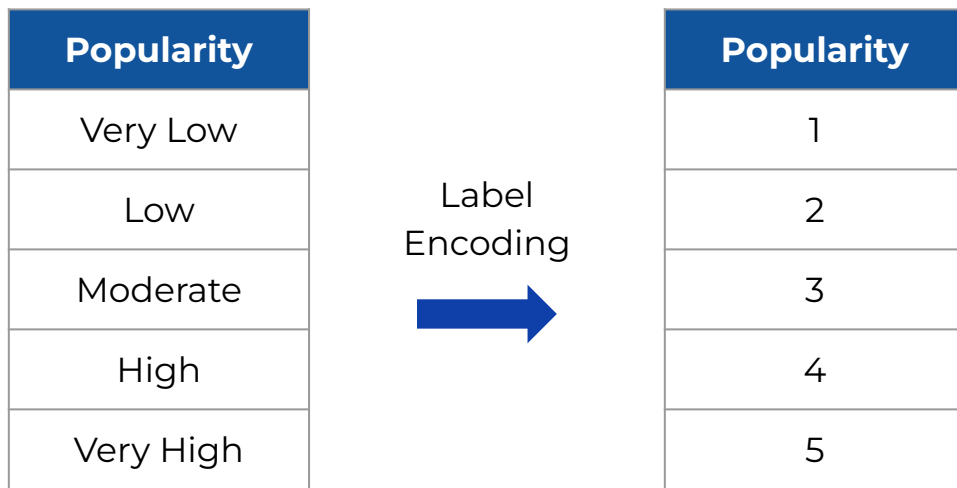 Popularity
Very Low
Low
Moderate
High
Very High
Label
Encoding
Popularity
1
2
3
4
5